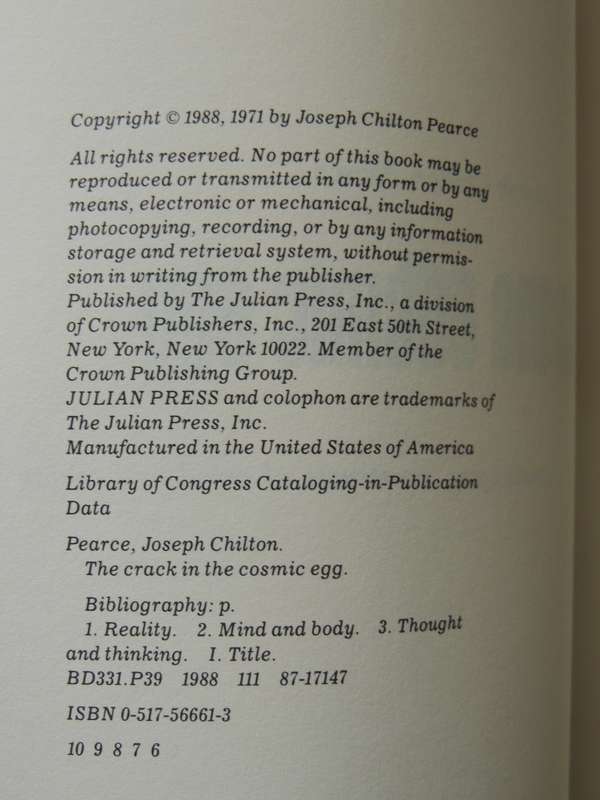 Copyright © 1988, 1971 by Joseph Chilton Pearce
All rights reserved. No part of this book may be
reproduced or transmitted in any form or by any
means, electronic or mechanical, including
photocopying, recording, or by any information
storage and retrieval system, without permis-
sion in writing from the publisher.
Published by The Julian Press, Inc., a division
of Crown Publishers, Inc., 201 East 50th Street,
New York, New York 10022. Member of the
Crown Publishing Group.
JULIAN PRESS and colophon are trademarks of
The Julian Press, Inc.
Manufactured in the United States of America
Library of Congress Cataloging-in-Publication
Data
Pearce, Joseph Chilton.
The crack in the cosmic egg.
Bibliography: p.
1. Reality. 2. Mind and body. 3. Thought
and thinking. I. Title.
BD331.P39 1988 111 87-17147
ISBN 0-517-56661-3
10 9 8 7 6